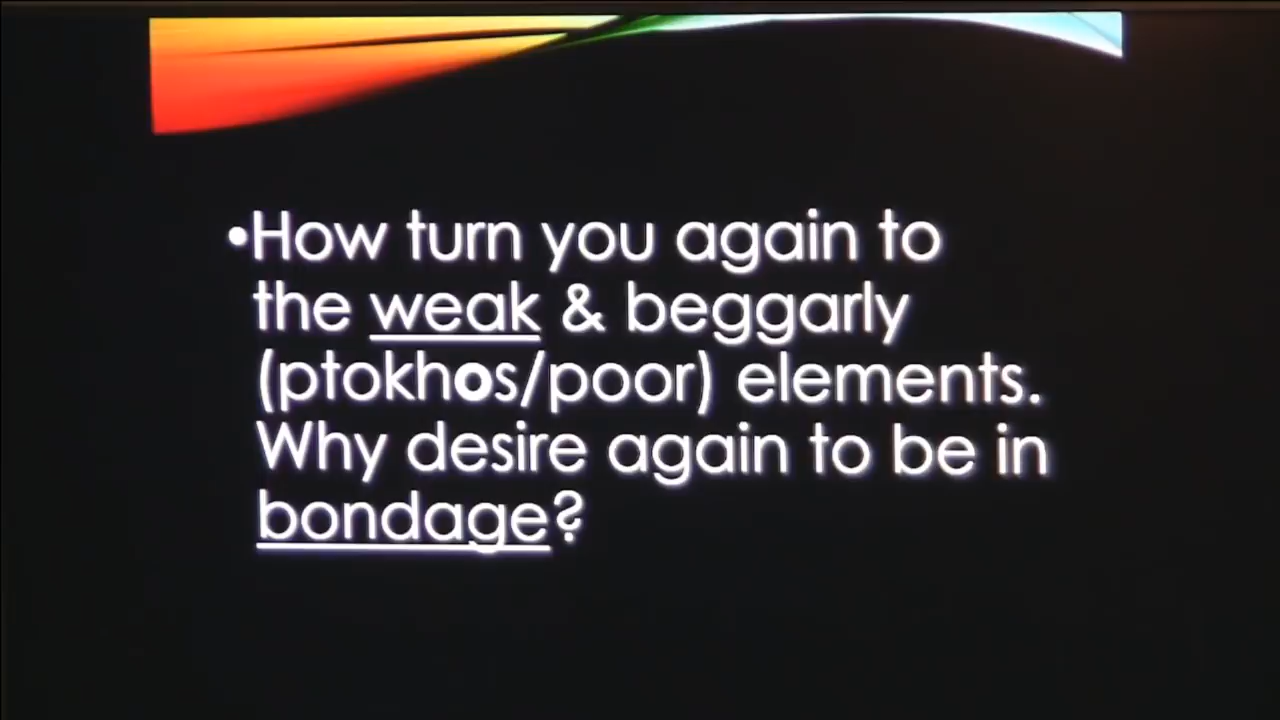 •How turn you again to
the weak & beggarly
(ptokhos/poor) elements.
Why desire again to be in
bondage?